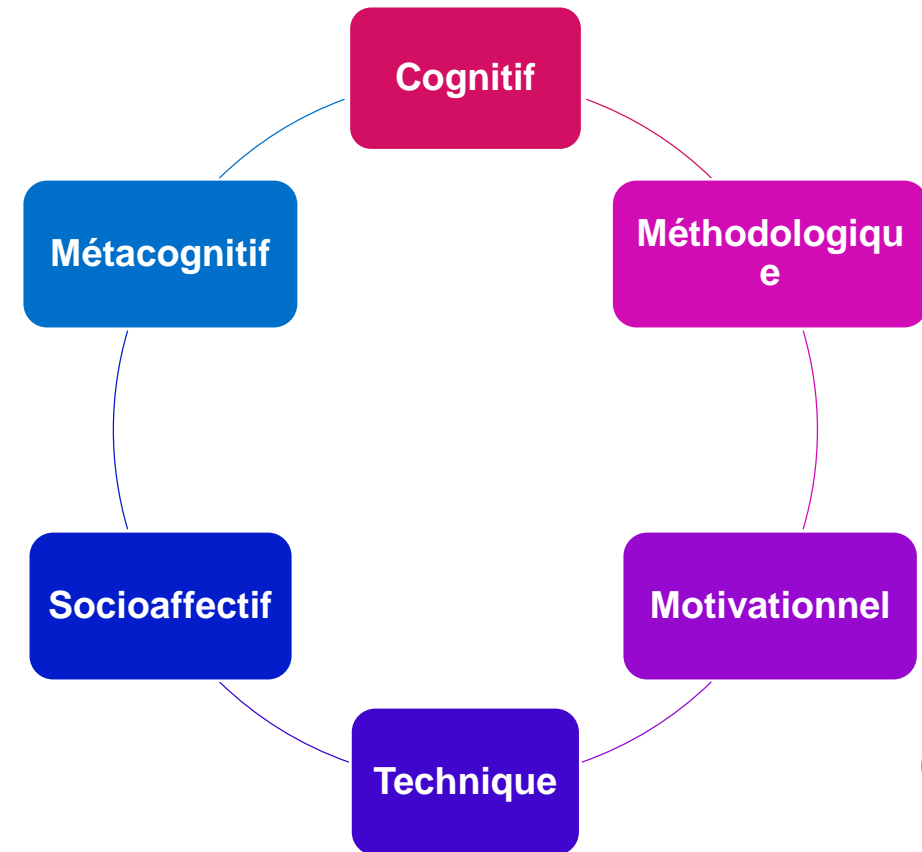 Cognitif
Méthodologiqu
e
Motivationnel
Technique
Socioaffectif
Métacognitif